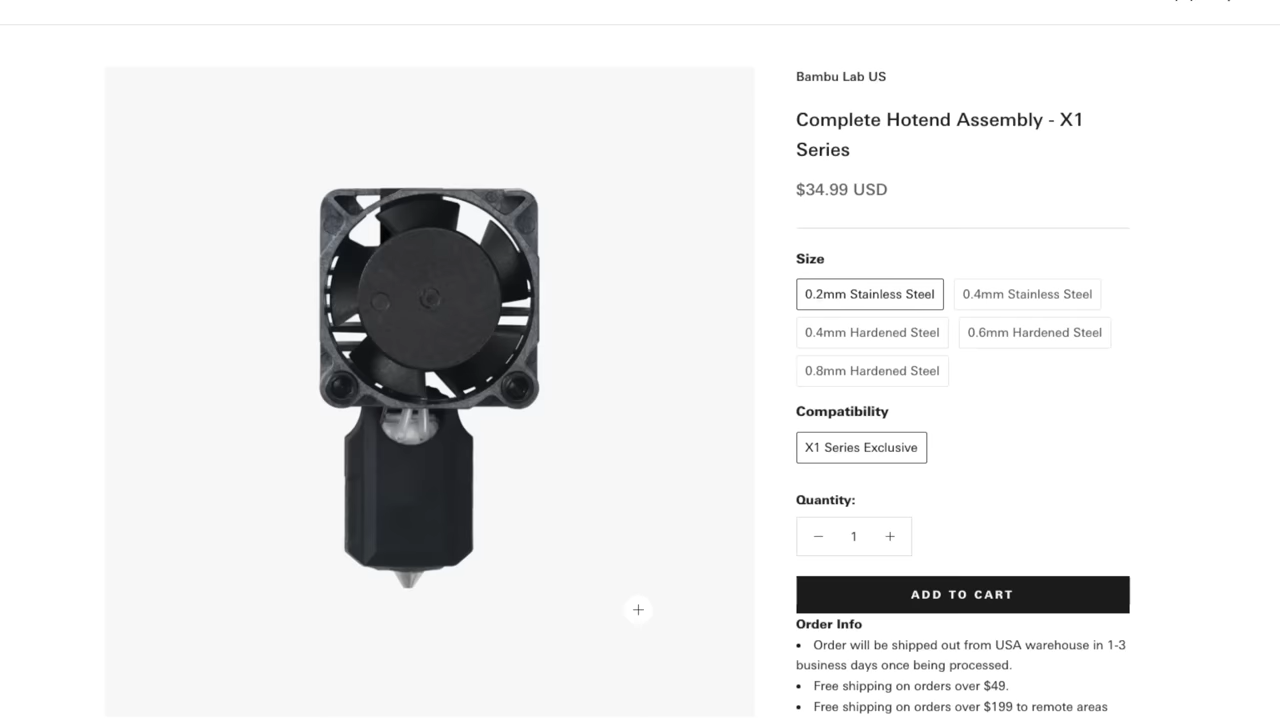 Bambu Lab US
Complete Hotend Assembly - X1
Series
$34.99 USD
Size
0.2mm Stainless Steel
0.4mm Stainless Steel
0.4mm Hardened Steel
0.6mm Hardened Steel
0.8mm Hardened Steel
Compatibility
X1 Series Exclusive
Quantity:
− 1 +
ADD TO CART
Order Info
• Order will be shipped out from USA warehouse in 1-3
business days once being processed.
• Free shipping on orders over $49.
• Free shipping on orders over $199 to remote areas